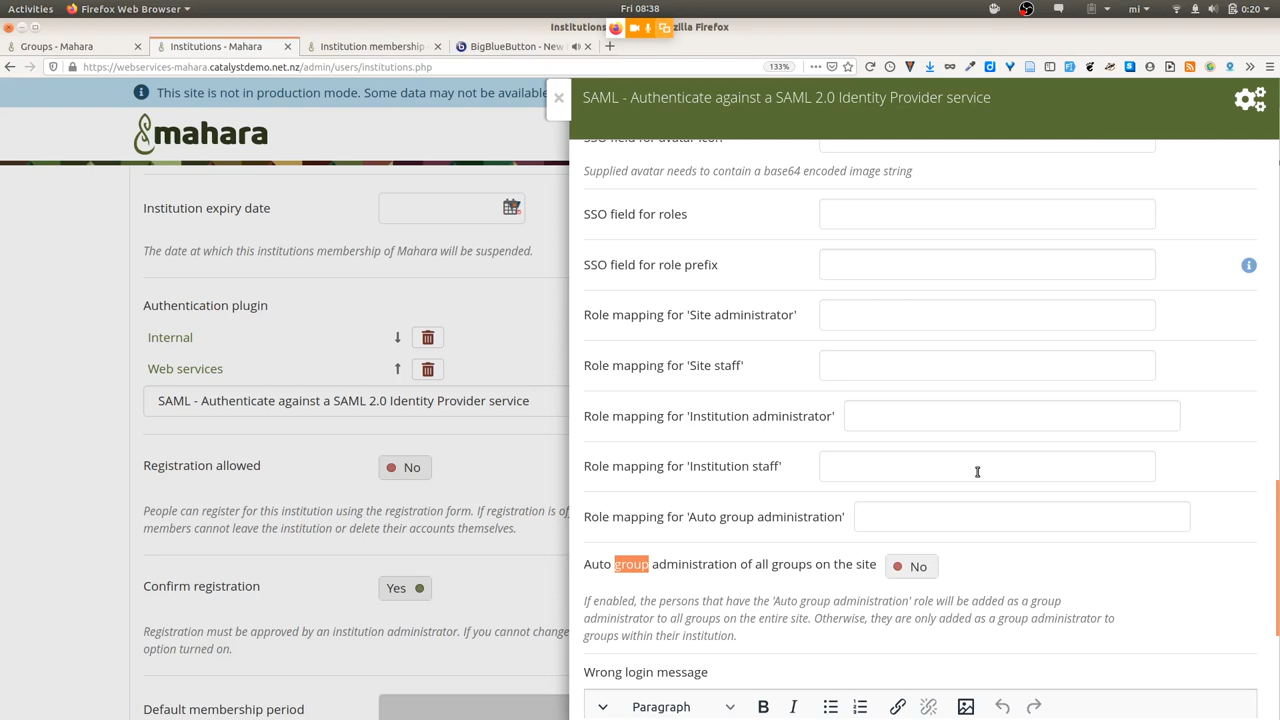 Activities
Firefox Web Browser
Fri 08:38
mi
0:20
Institutions
zilla Firefox
Groups - Mahara
Institutions - Mahara
Institution membership
BigBlueButton - New
https://webservices-mahara.catalystdemo.net.nz/admin/users/institutions.php
133%
This site is not in production mode. Some data may not be available
mahara
Institution expiry date
The date at which this institutions membership of Mahara will be suspended.
Authentication plugin
Internal
Web services
SAML - Authenticate against a SAML 2.0 Identity Provider service
Registration allowed
No
People can register for this institution using the registration form. If registration is of
members cannot leave the institution or delete their accounts themselves.
Confirm registration
Yes
Registration must be approved by an institution administrator. If you cannot change
option turned on.
Default membership period
SAML - Authenticate against a SAML 2.0 Identity Provider service
Supplied avatar needs to contain a base64 encoded image string
SSO field for roles
SSO field for role prefix
Role mapping for 'Site administrator'
Role mapping for 'Site staff'
Role mapping for 'Institution administrator'
Role mapping for 'Institution staff'
Role mapping for 'Auto group administration'
Auto group administration of all groups on the site
No
If enabled, the persons that have the 'Auto group administration' role will be added as a group
administrator to all groups on the entire site. Otherwise, they are only added as a group administrator to
groups within their institution.
Wrong login message
Paragraph
B I